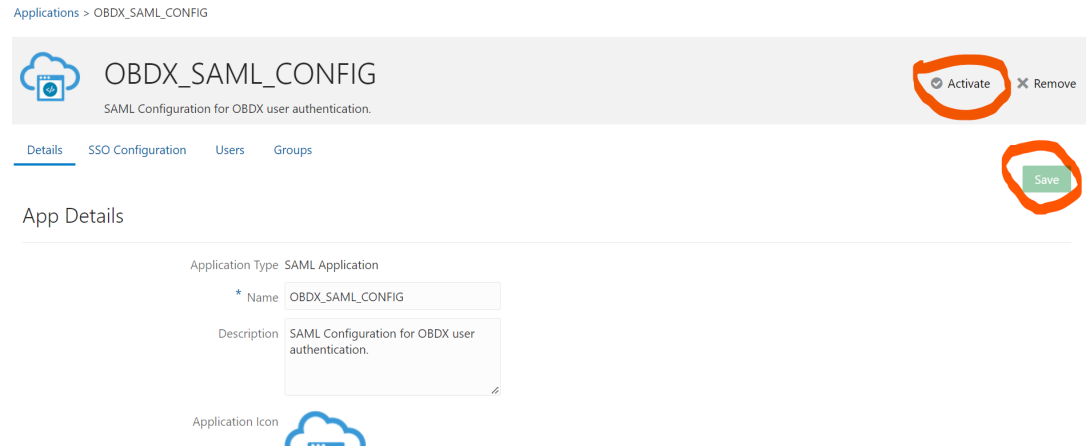 Applications > OBDX_SAML_CONFIG
OBDX_SAML_CONFIG
SAML Configuration for OBDX user authentication.
Activate
Remove
Details
SSO Configuration
Users
Groups
Save
App Details
Application Type SAML Application
* Name OBDX_SAML_CONFIG
Description SAML Configuration for OBDX user
authentication.
Application Icon